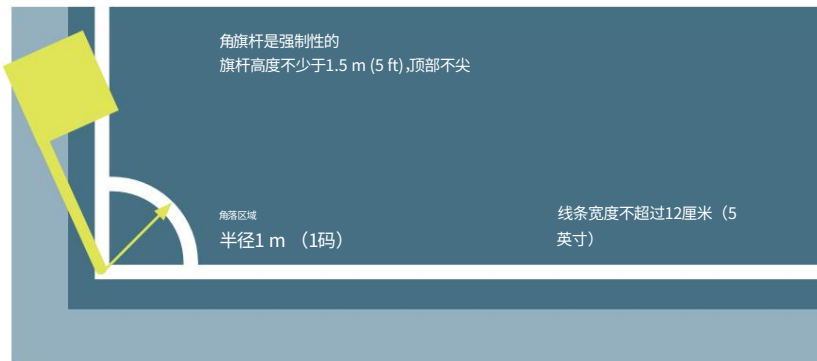 角旗杆是强制性的
旗杆高度不少于1.5 m (5 ft),顶部不尖
角落区域
半径1 m （1码）
线条宽度不超过12厘米（5
英寸）